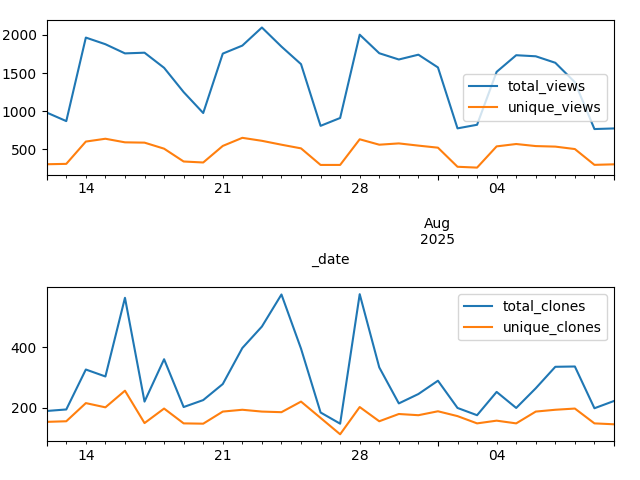 2000
1500
1000
500
total_views
unique_views
14
21
28
04
Aug
2025
_date
400
200
total_clones
unique_clones
14
21
28
04